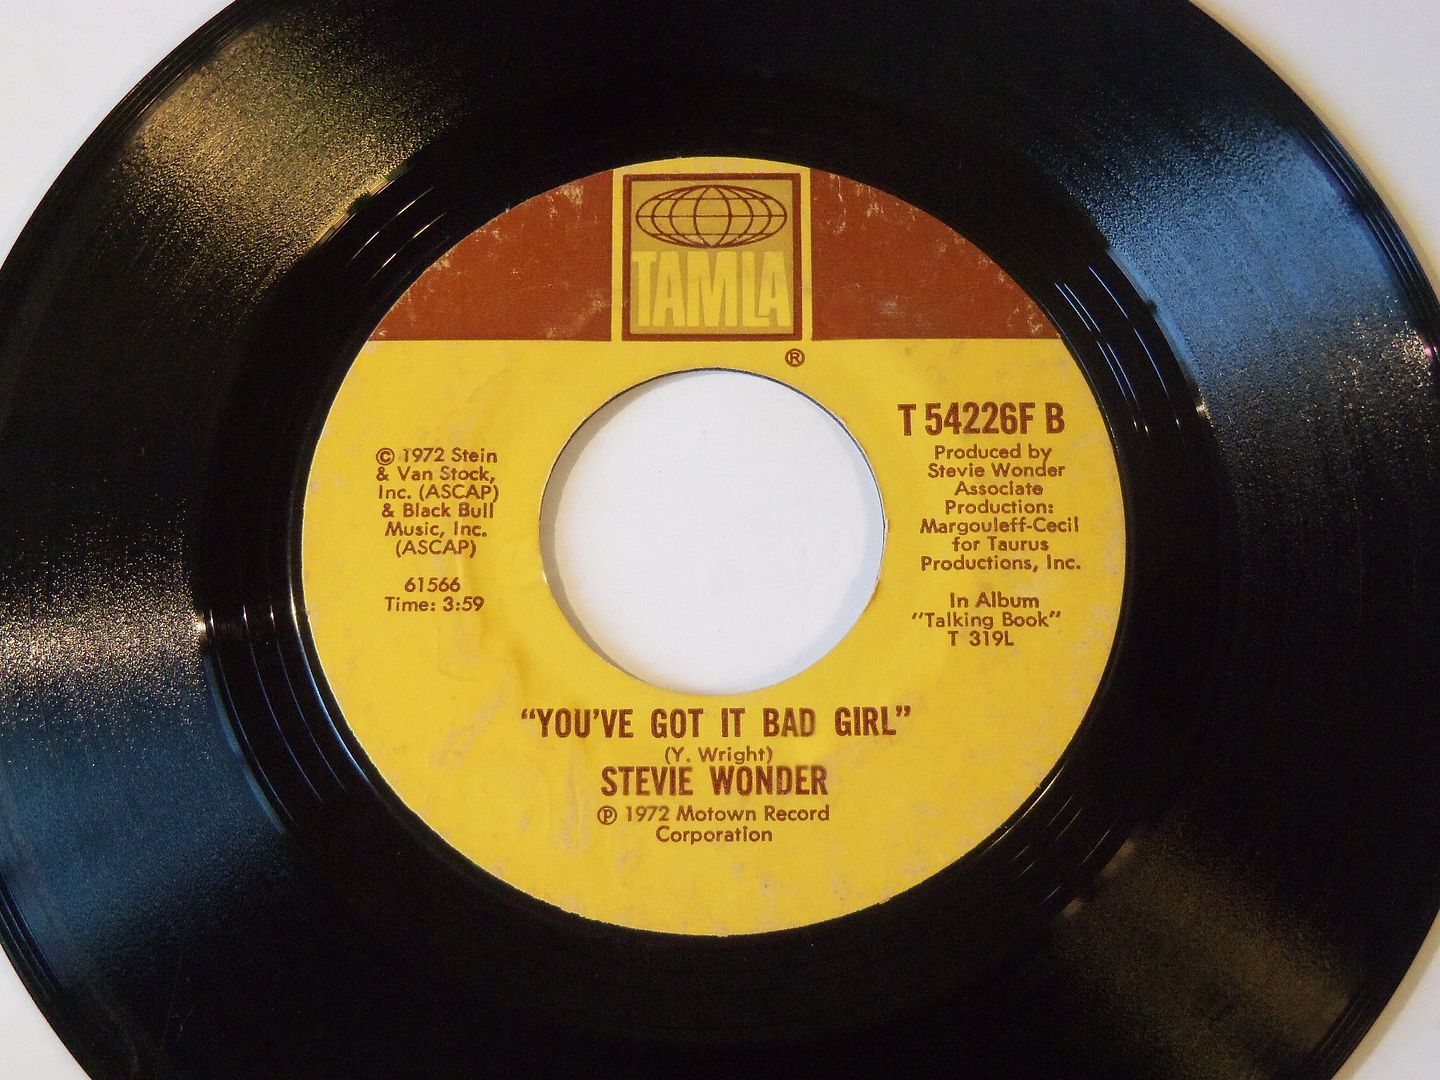 TAMLA
®
© 1972 Stein
& Van Stock,
Inc. (ASCAP)
& Black Bull
Music, Inc.
(ASCAP)
61566
Time: 3:59
T 54226F B
Produced by
Stevie Wonder
Associate
Production:
Margouleff-Cecil
for Taurus
Productions, Inc.
In Album
"Talking Book"
T 319L
"YOU'VE GOT IT BAD GIRL"
(Y. Wright)
STEVIE WONDER
℗ 1972 Motown Record
Corporation